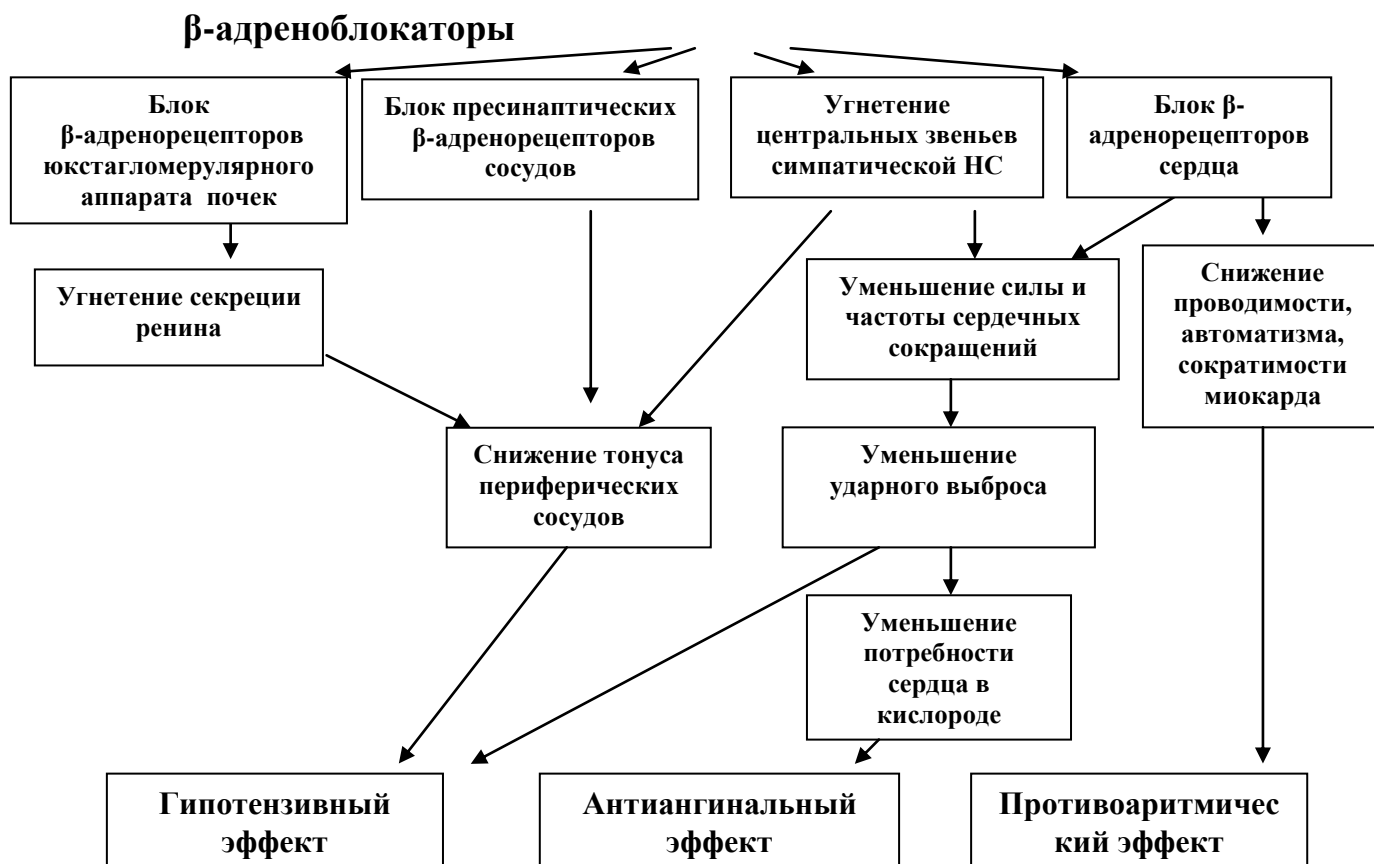 β-адреноблокаторы
Блок
β-адренорецепторов
юкстагломерулярного
аппарата почек
Блок пресинаптических
β-адренорецепторов
сосудов
Угнетение
центральных звеньев
симпатической НС
Блок β-
адренорецепторов
сердца
Угнетение секреции
ренина
Уменьшение силы и
частоты сердечных
сокращений
Снижение
проводимости,
автоматизма,
сократимости
миокарда
Снижение тонуса
периферических
сосудов
Уменьшение
ударного выброса
Уменьшение
потребности
сердца в
кислороде
Гипотензивный
эффект
Антиангинальный
эффект
Противоаритмичес
кий эффект